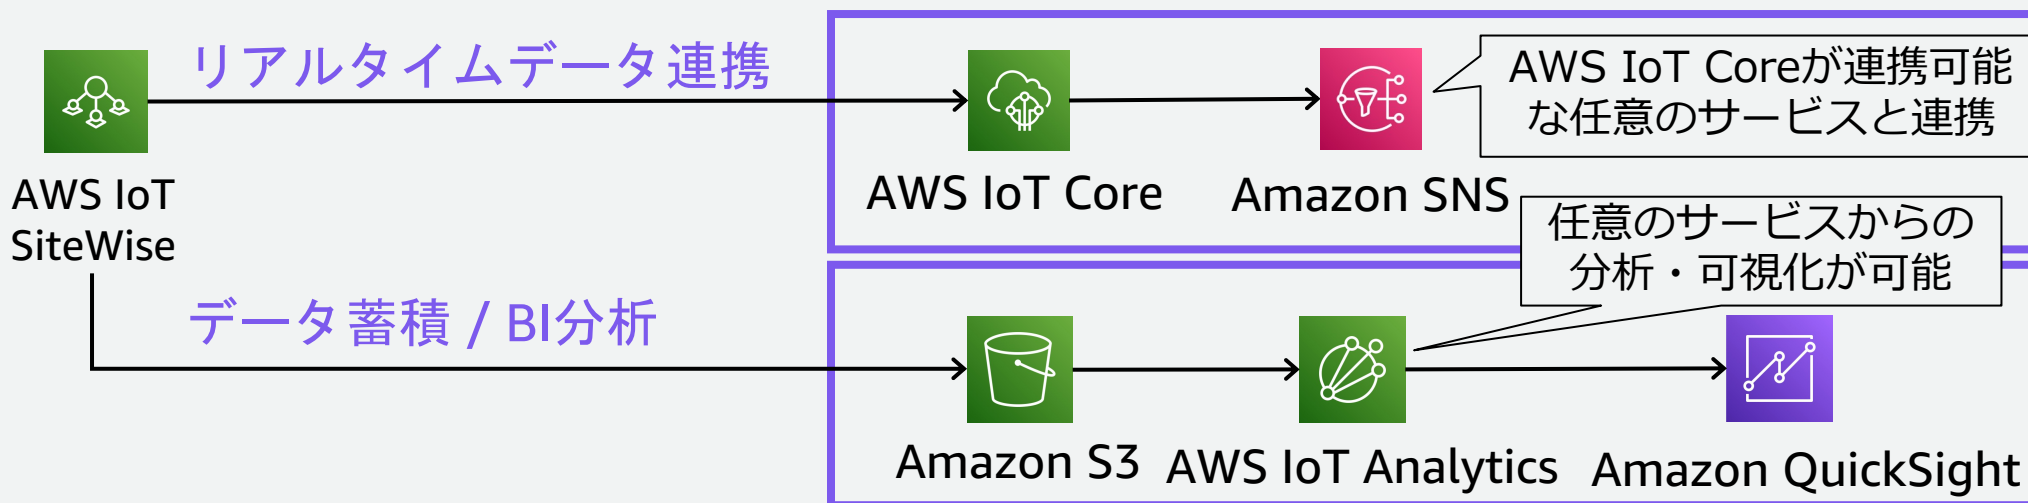 リアルタイムデータ連携
AWS IoT
SiteWise
AWS IoT Core
Amazon SNS
AWS IoT Coreが連携可能
な任意のサービスと連携
データ蓄積 / BI分析
任意のサービスからの
分析・可視化が可能
Amazon S3
AWS IoT Analytics
Amazon QuickSight